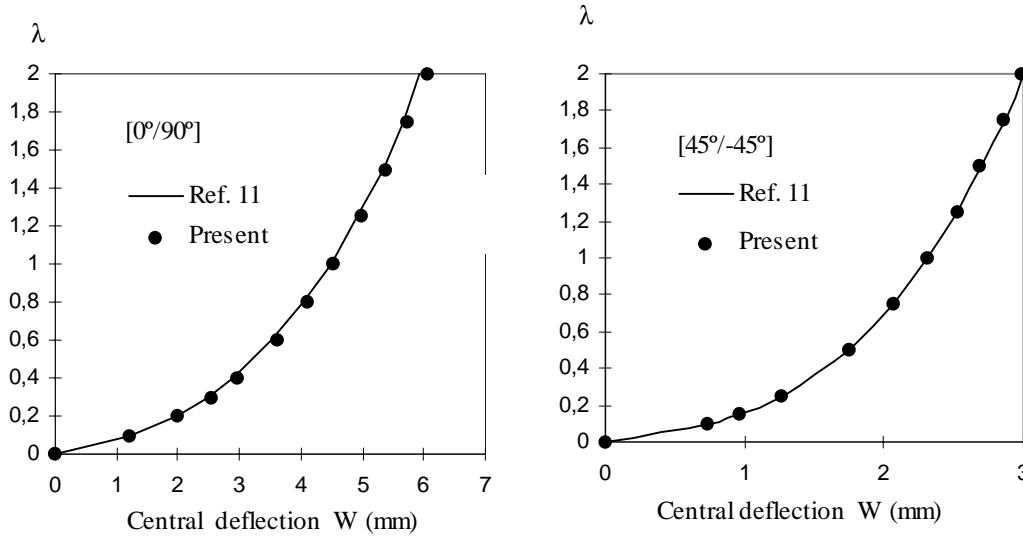 λ
2
1,8
1,6
1,4
1,2
1
0,8
0,6
0,4
0,2
0
[0º/90º]
Ref. 11
Present
0 1 2 3 4 5 6 7
Central deflection W (mm)
λ
2
1,8
1,6
1,4
1,2
1
0,8
0,6
0,4
0,2
0
[45º/-45º]
Ref. 11
Present
0 1 2 3
Central deflection W (mm)